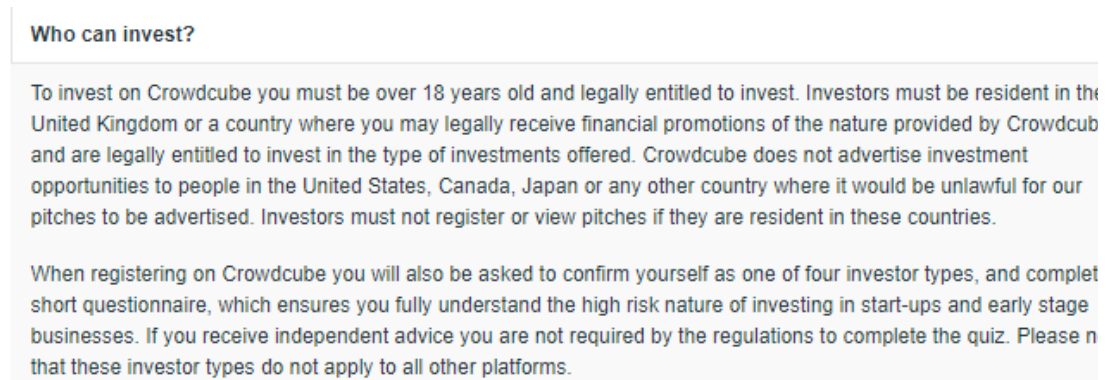 Who can invest?
To invest on Crowdcube you must be over 18 years old and legally entitled to invest. Investors must be resident in the
United Kingdom or a country where you may legally receive financial promotions of the nature provided by Crowdcub
and are legally entitled to invest in the type of investments offered. Crowdcube does not advertise investment
opportunities to people in the United States, Canada, Japan or any other country where it would be unlawful for our
pitches to be advertised. Investors must not register or view pitches if they are resident in these countries.
When registering on Crowdcube you will also be asked to confirm yourself as one of four investor types, and complet
short questionnaire, which ensures you fully understand the high risk nature of investing in start-ups and early stage
businesses. If you receive independent advice you are not required by the regulations to complete the quiz. Please n
that these investor types do not apply to all other platforms.